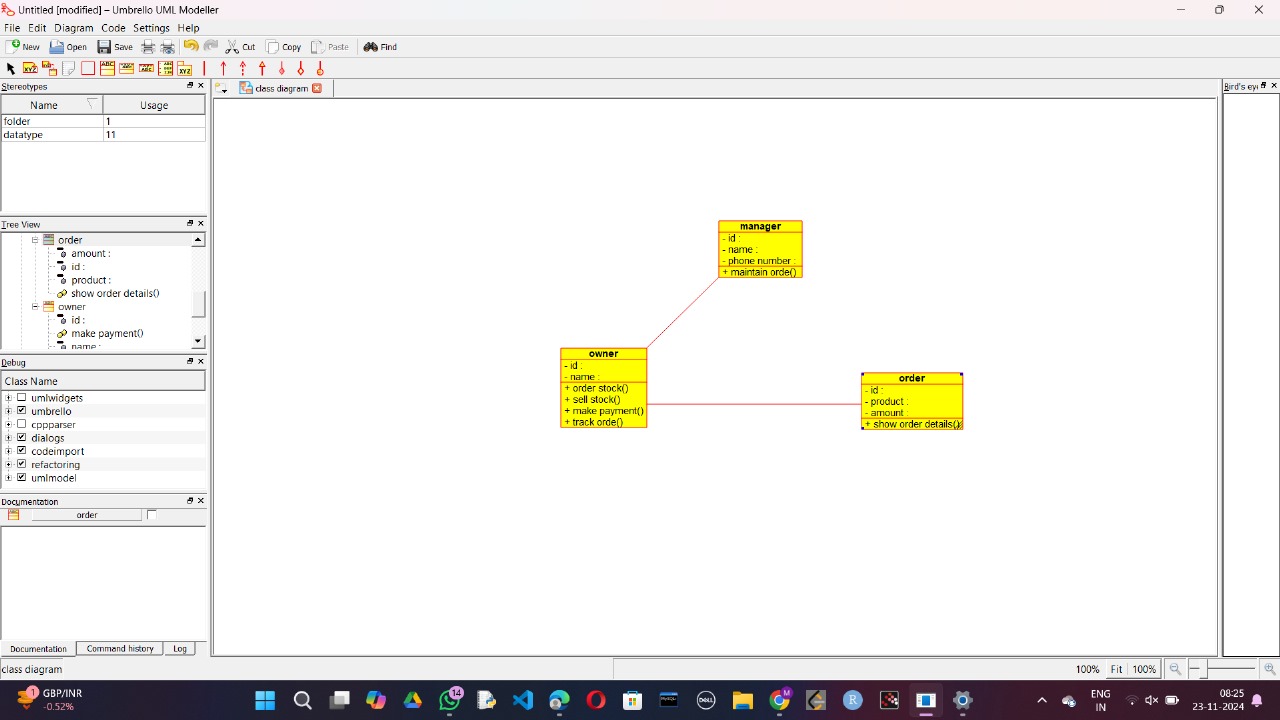 Untitled [modified] – Umbrello UML Modeller
File Edit Diagram Code Settings Help
New Open Save Cut Copy Paste Find
Stereotypes
Name Usage
folder 1
datatype 11
Tree View
order
amount :
id :
product :
show order details()
owner
id :
make payment()
name :
Debug
Class Name
umlwidgets
umbrello
cppparser
dialogs
codeimport
refactoring
umlmodel
Documentation
order
Documentation Command history Log
class diagram
class diagram
manager
- id :
- name :
- phone number :
+ maintain orde()
owner
- id :
- name :
+ order stock()
+ sell stock()
+ make payment()
+ track orde()
order
- id :
- product :
- amount :
+ show order details()
Bird's eye
100% Fit 100%
1
GBP/INR
-0.52%
14
DELL
ENG
IN
08:25
23-11-2024